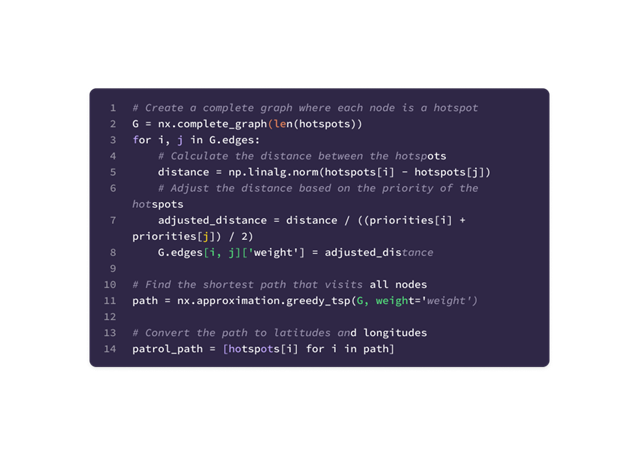 1 # Create a complete graph where each node is a hotspot
2 G = nx.complete_graph(len(hotspots))
3 for i, j in G.edges:
4 # Calculate the distance between the hotspots
5 distance = np.linalg.norm(hotspots[i] - hotspots[j])
6 # Adjust the distance based on the priority of the
hotspots
7 adjusted_distance = distance / ((priorities[i] +
priorities[j]) / 2)
8 G.edges[i, j]['weight'] = adjusted_distance
9
10 # Find the shortest path that visits all nodes
11 path = nx.approximation.greedy_tsp(G, weight='weight')
12
13 # Convert the path to latitudes and longitudes
14 patrol_path = [hotspots[i] for i in path]